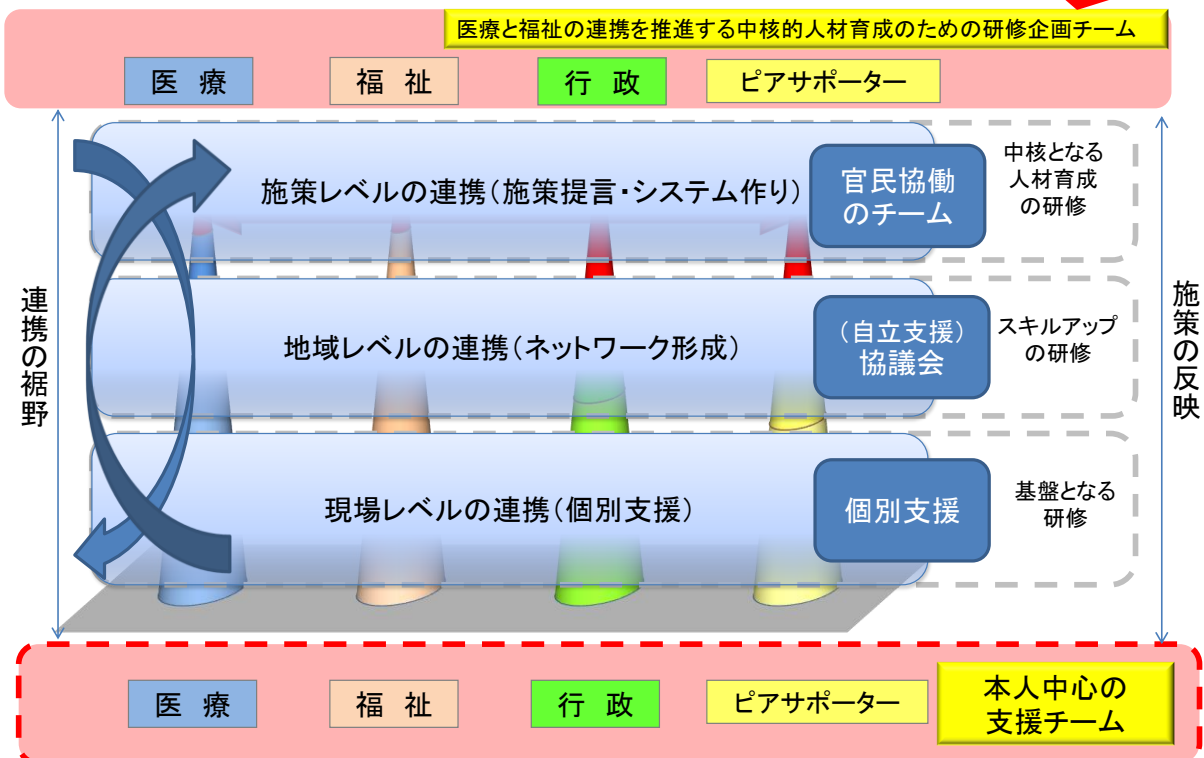 医療と福祉の連携を推進する中核的人材育成のための研修企画チーム
医 療
福 祉
行 政
ピアサポーター
連携の裾野
施策の反映
施策レベルの連携(施策提言・システム作り)
官民協働
のチーム
中核となる
人材育成
の研修
地域レベルの連携(ネットワーク形成)
(自立支援)
協議会
スキルアップ
の研修
現場レベルの連携(個別支援)
個別支援
基盤となる
研修
医 療
福 祉
行 政
ピアサポーター
本人中心の
支援チーム